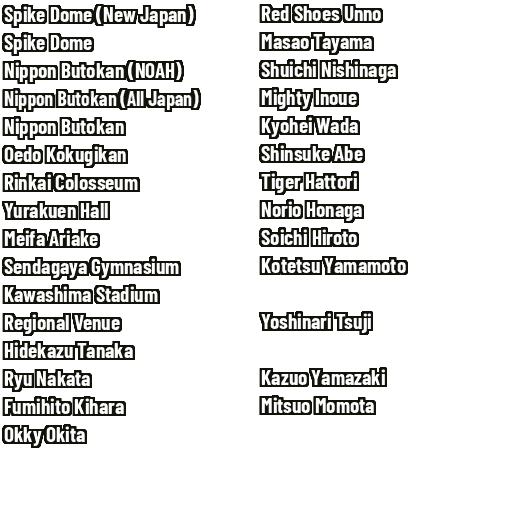 Spike Dome(New Japan)
Spike Dome
Nippon Butokan(NOAH)
Nippon Butokan(All Japan)
Nippon Butokan
Oedo Kokugikan
Rinkai Colosseum
Yurakuen Hall
Meifa Ariake
Sendagaya Gymnasium
Kawashima Stadium
Regional Venue
Hidekazu Tanaka
Ryu Nakata
Fumihito Kihara
Okky Okita
Red Shoes Unno
Masao Tayama
Shuichi Nishinaga
Mighty Inoue
Kyohei Wada
Shinsuke Abe
Tiger Hattori
Norio Honaga
Soichi Hiroto
Kotetsu Yamamoto
Yoshinari Tsuji
Kazuo Yamazaki
Mitsuo Momota